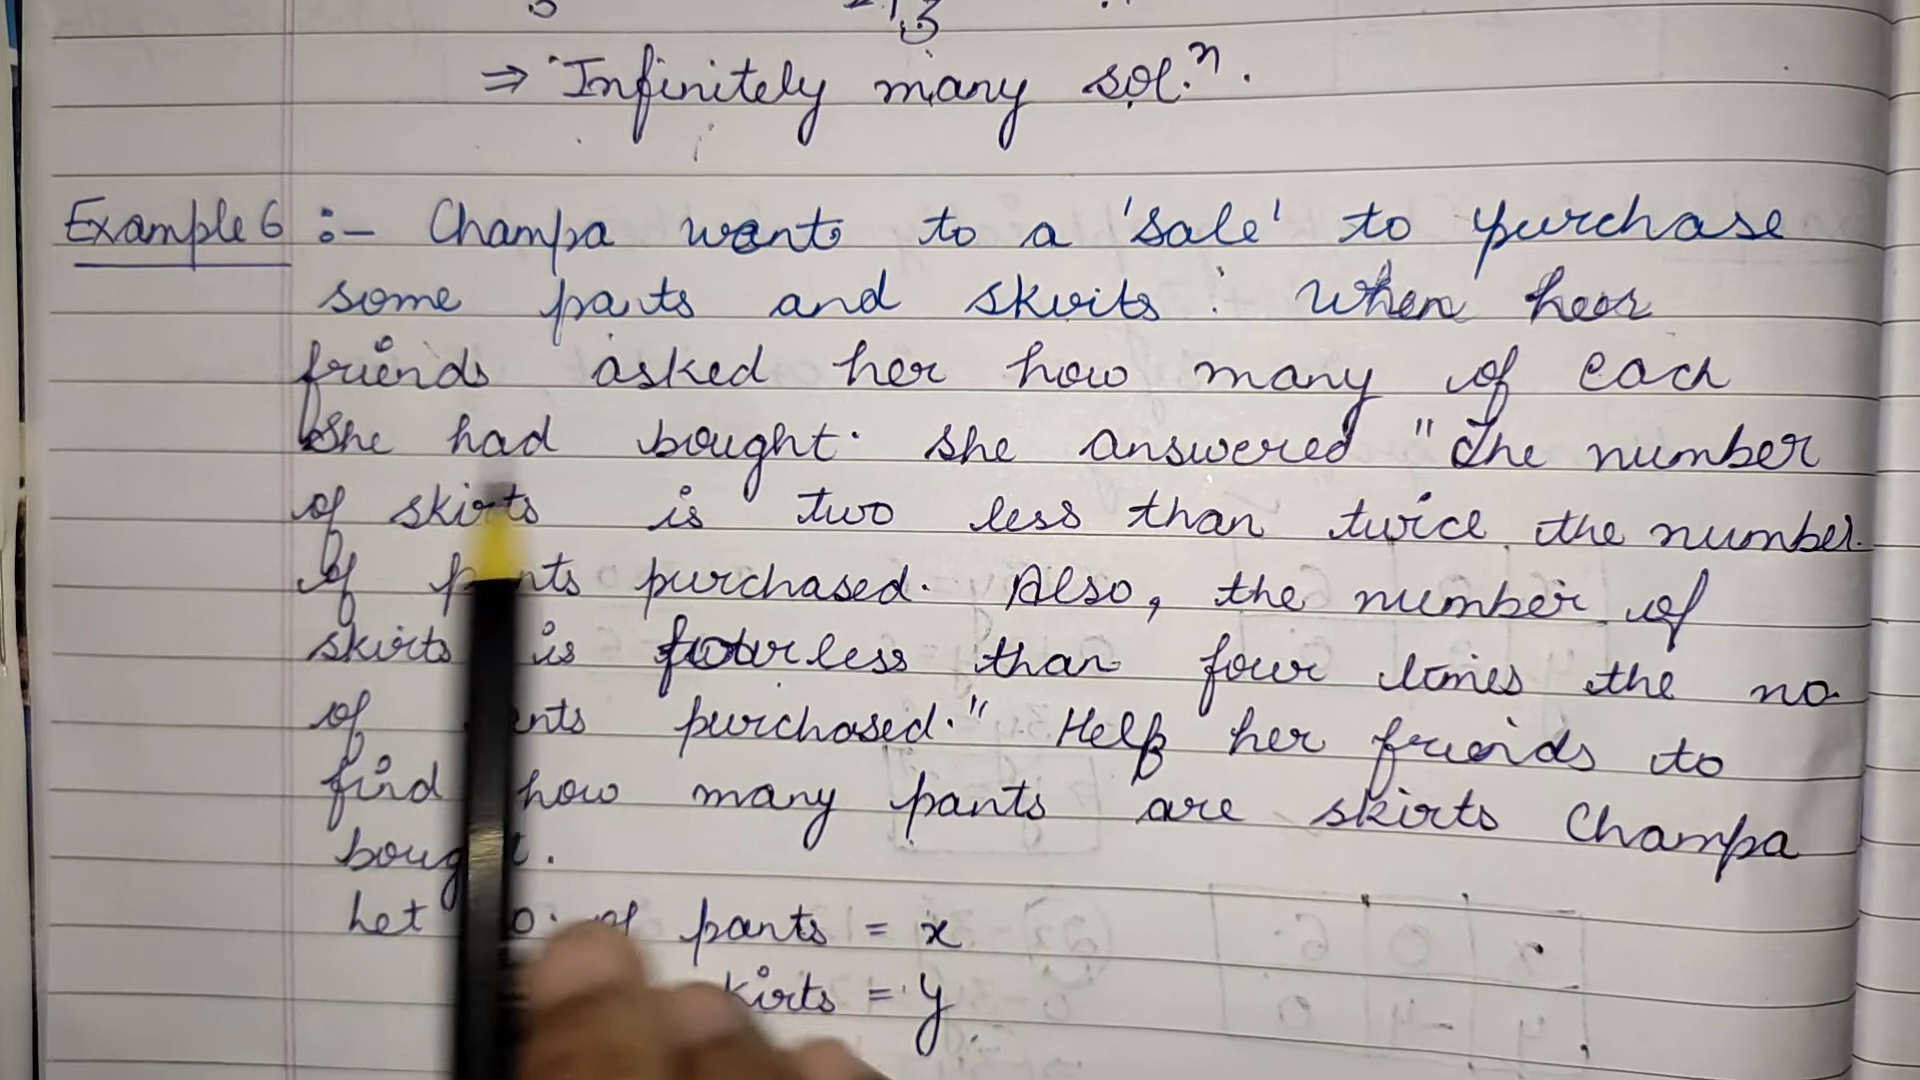 ⇒ Infinitely many sol.ⁿ.
Example 6 :- Champa wants to a 'sale' to purchase
some pants and skirts. When her
friends asked her how many of each
she had bought. she answered "The number
of skirts is two less than twice the number
of pants purchased. Also, the number of
skirts is four less than four times the no
of pants purchased." Help her friends to
find how many pants are skirts Champa
bought.
Let no. of pants = x
skirts = y